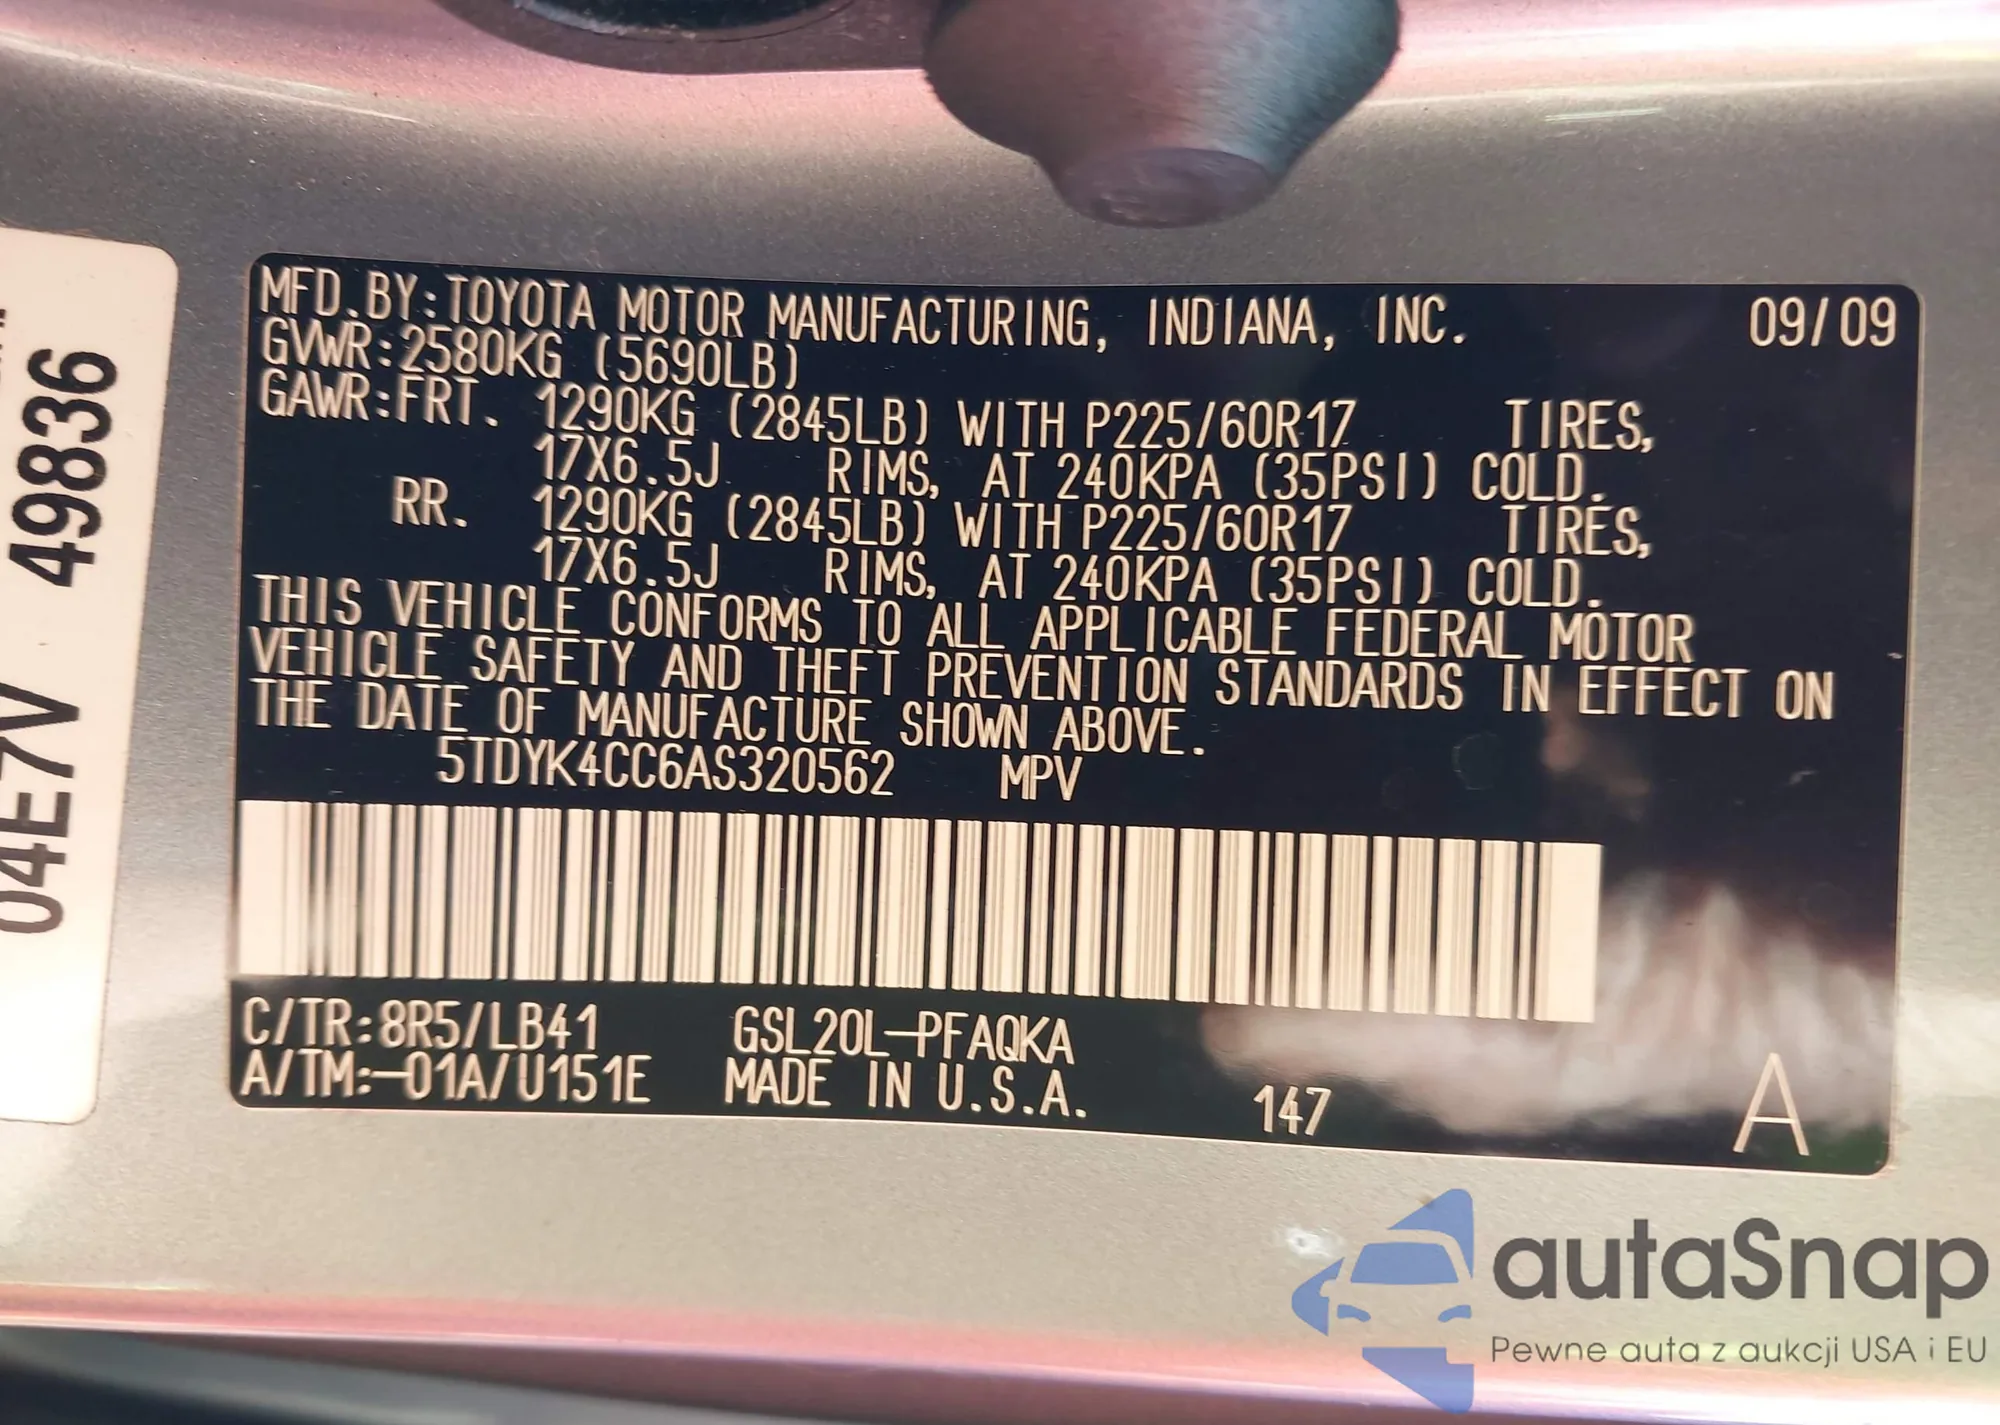 MFD.BY:TOYOTA MOTOR MANUFACTURING, INDIANA, INC. 09/09
GVWR:2580KG (5690LB)
GAWR:FRT. 1290KG (2845LB) WITH P225/60R17 TIRES,
17X6.5J RIMS, AT 240KPA (35PSI) COLD.
RR. 1290KG (2845LB) WITH P225/60R17 TIRES,
17X6.5J RIMS, AT 240KPA (35PSI) COLD.
THIS VEHICLE CONFORMS TO ALL APPLICABLE FEDERAL MOTOR
VEHICLE SAFETY AND THEFT PREVENTION STANDARDS IN EFFECT ON
THE DATE OF MANUFACTURE SHOWN ABOVE.
5TDYK4CC6AS320562 MPV
C/TR:8R5/LB41 GSL20L-PFAQKA
A/TM:-01A/U151E MADE IN U.S.A. 147 A
04E7V 49836
autaSnap
Pewne auta z aukcji USA i EU